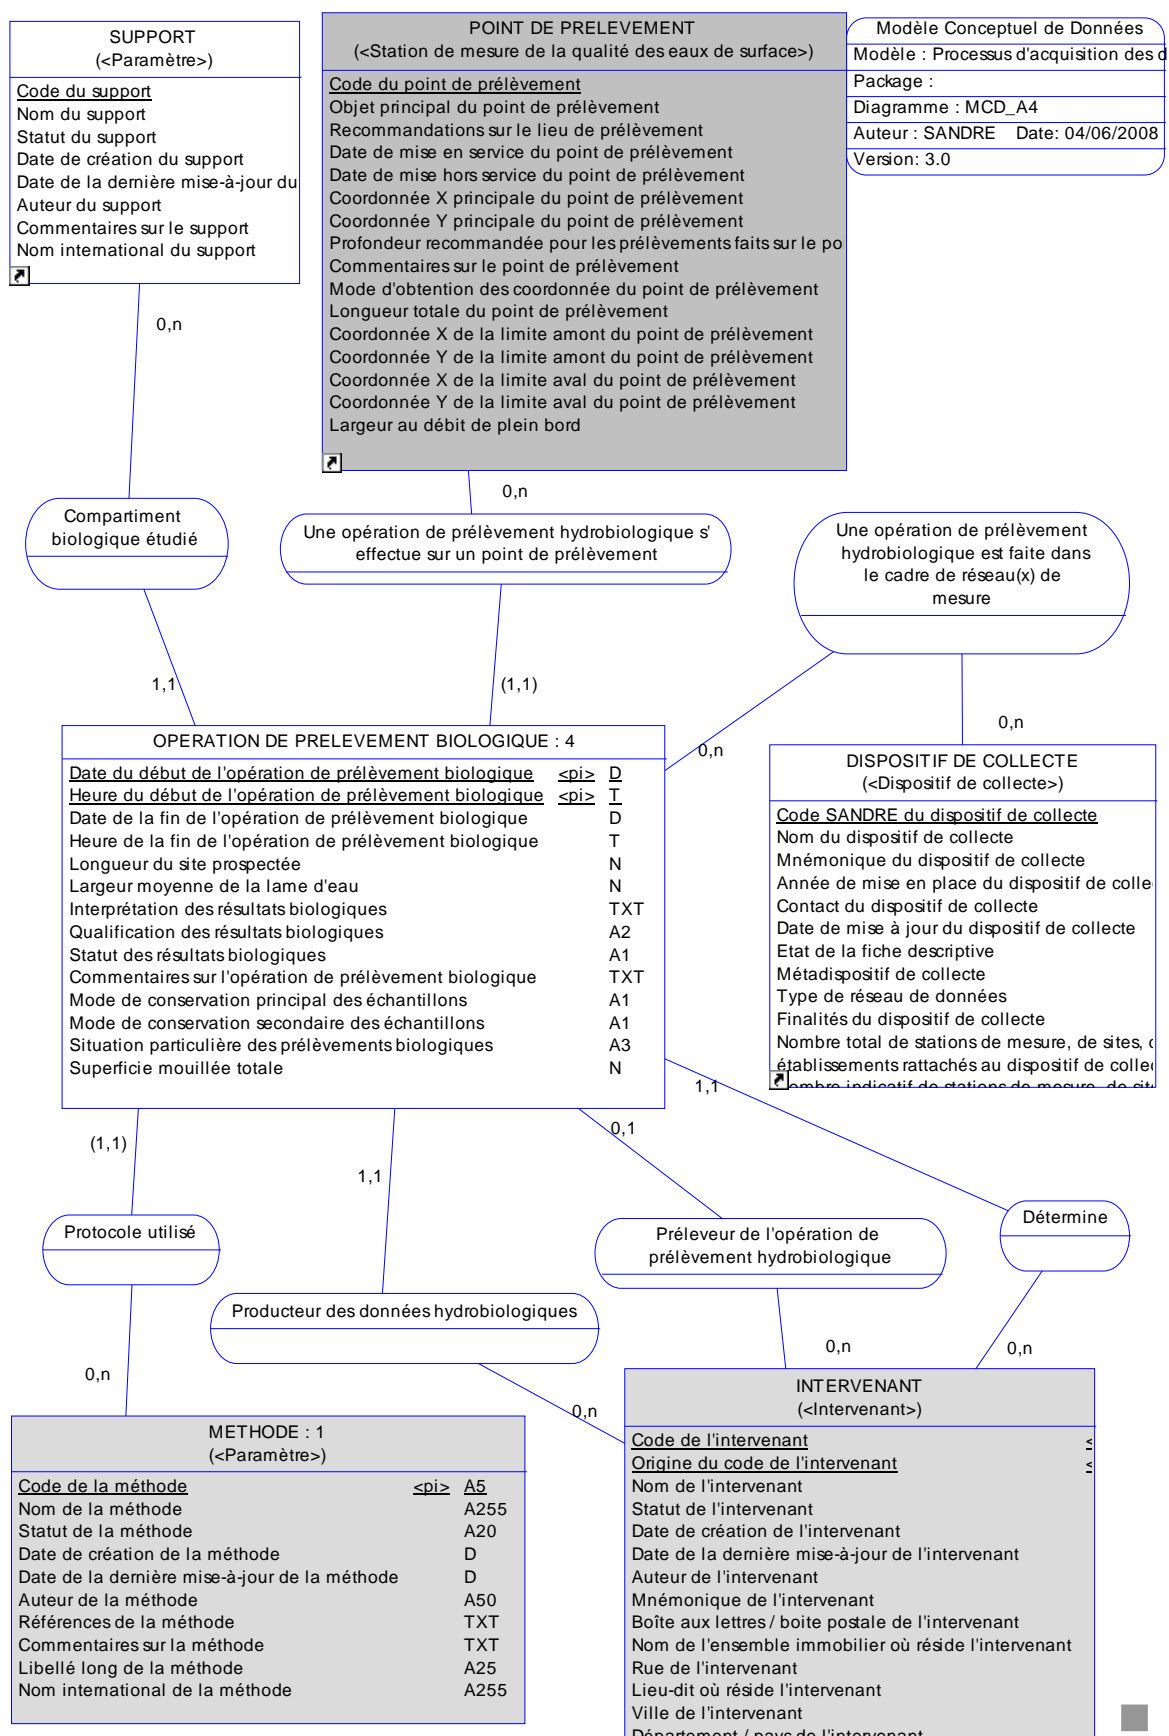 SUPPORT
(<Paramètre>)
Code du support
Nom du support
Statut du support
Date de création du support
Date de la dernière mise-à-jour du
Auteur du support
Commentaires sur le support
Nom international du support
POINT DE PRELEVEMENT
(<Station de mesure de la qualité des eaux de surface>)
Code du point de prélèvement
Objet principal du point de prélèvement
Recommandations sur le lieu de prélèvement
Date de mise en service du point de prélèvement
Date de mise hors service du point de prélèvement
Coordonnée X principale du point de prélèvement
Coordonnée Y principale du point de prélèvement
Profondeur recommandée pour les prélèvements faits sur le po
Commentaires sur le point de prélèvement
Mode d'obtention des coordonnée du point de prélèvement
Longueur totale du point de prélèvement
Coordonnée X de la limite amont du point de prélèvement
Coordonnée Y de la limite amont du point de prélèvement
Coordonnée X de la limite aval du point de prélèvement
Coordonnée Y de la limite aval du point de prélèvement
Largeur au débit de plein bord
Modèle Conceptuel de Données
Modèle : Processus d'acquisition des d
Package :
Diagramme : MCD_A4
Auteur : SANDRE Date: 04/06/2008
Version: 3.0
0,n
0,n
Compartiment
biologique étudié
Une opération de prélèvement hydrobiologique s'
effectue sur un point de prélèvement
Une opération de prélèvement
hydrobiologique est faite dans
le cadre de réseau(x) de
mesure
1,1
(1,1)
0,n
0,n
OPERATION DE PRELEVEMENT BIOLOGIQUE : 4
Date du début de l'opération de prélèvement biologique <pi> D
Heure du début de l'opération de prélèvement biologique <pi> T
Date de la fin de l'opération de prélèvement biologique D
Heure de la fin de l'opération de prélèvement biologique T
Longueur du site prospectée N
Largeur moyenne de la lame d'eau N
Interprétation des résultats biologiques TXT
Qualification des résultats biologiques A2
Statut des résultats biologiques A1
Commentaires sur l'opération de prélèvement biologique TXT
Mode de conservation principal des échantillons A1
Mode de conservation secondaire des échantillons A1
Situation particulière des prélèvements biologiques A3
Superficie mouillée totale N
DISPOSITIF DE COLLECTE
(<Dispositif de collecte>)
Code SANDRE du dispositif de collecte
Nom du dispositif de collecte
Mnémonique du dispositif de collecte
Année de mise en place du dispositif de colle
Contact du dispositif de collecte
Date de mise à jour du dispositif de collecte
Etat de la fiche descriptive
Métadispositif de collecte
Type de réseau de données
Finalités du dispositif de collecte
Nombre total de stations de mesure, de sites, d
établissements rattachés au dispositif de collec
Nombre indicatif de stations de mesure, de sit
(1,1)
1,1
0,1
1,1
Protocole utilisé
Producteur des données hydrobiologiques
Préleveur de l'opération de
prélèvement hydrobiologique
Détermine
0,n
0,n
0,n
0,n
METHODE : 1
(<Paramètre>)
Code de la méthode <pi> A5
Nom de la méthode A255
Statut de la méthode A20
Date de création de la méthode D
Date de la dernière mise-à-jour de la méthode D
Auteur de la méthode A50
Références de la méthode TXT
Commentaires sur la méthode TXT
Libellé long de la méthode A25
Nom international de la méthode A255
INTERVENANT
(<Intervenant>)
Code de l'intervenant <
Origine du code de l'intervenant <
Nom de l'intervenant
Statut de l'intervenant
Date de création de l'intervenant
Date de la dernière mise-à-jour de l'intervenant
Auteur de l'intervenant
Mnémonique de l'intervenant
Boîte aux lettres / boite postale de l'intervenant
Nom de l'ensemble immobilier où réside l'intervenant
Rue de l'intervenant
Lieu-dit où réside l'intervenant
Ville de l'intervenant
Département / pays de l'intervenant